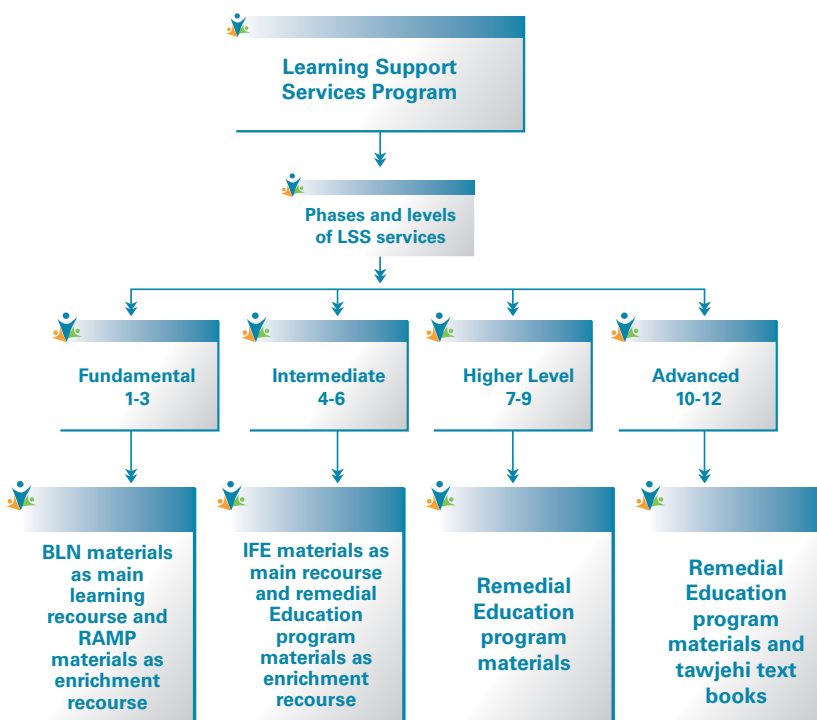 Learning Support
Services Program
Phases and levels
of LSS services
Fundamental
1-3
Intermediate
4-6
Higher Level
7-9
Advanced
10-12
BLN materials
as main
learning
recourse and
RAMP
materials as
enrichment
recourse
IFE materials as
main recourse
and remedial
Education
program
materials as
enrichment
recourse
Remedial
Education
program
materials
Remedial
Education
program
materials and
tawjehi text
books